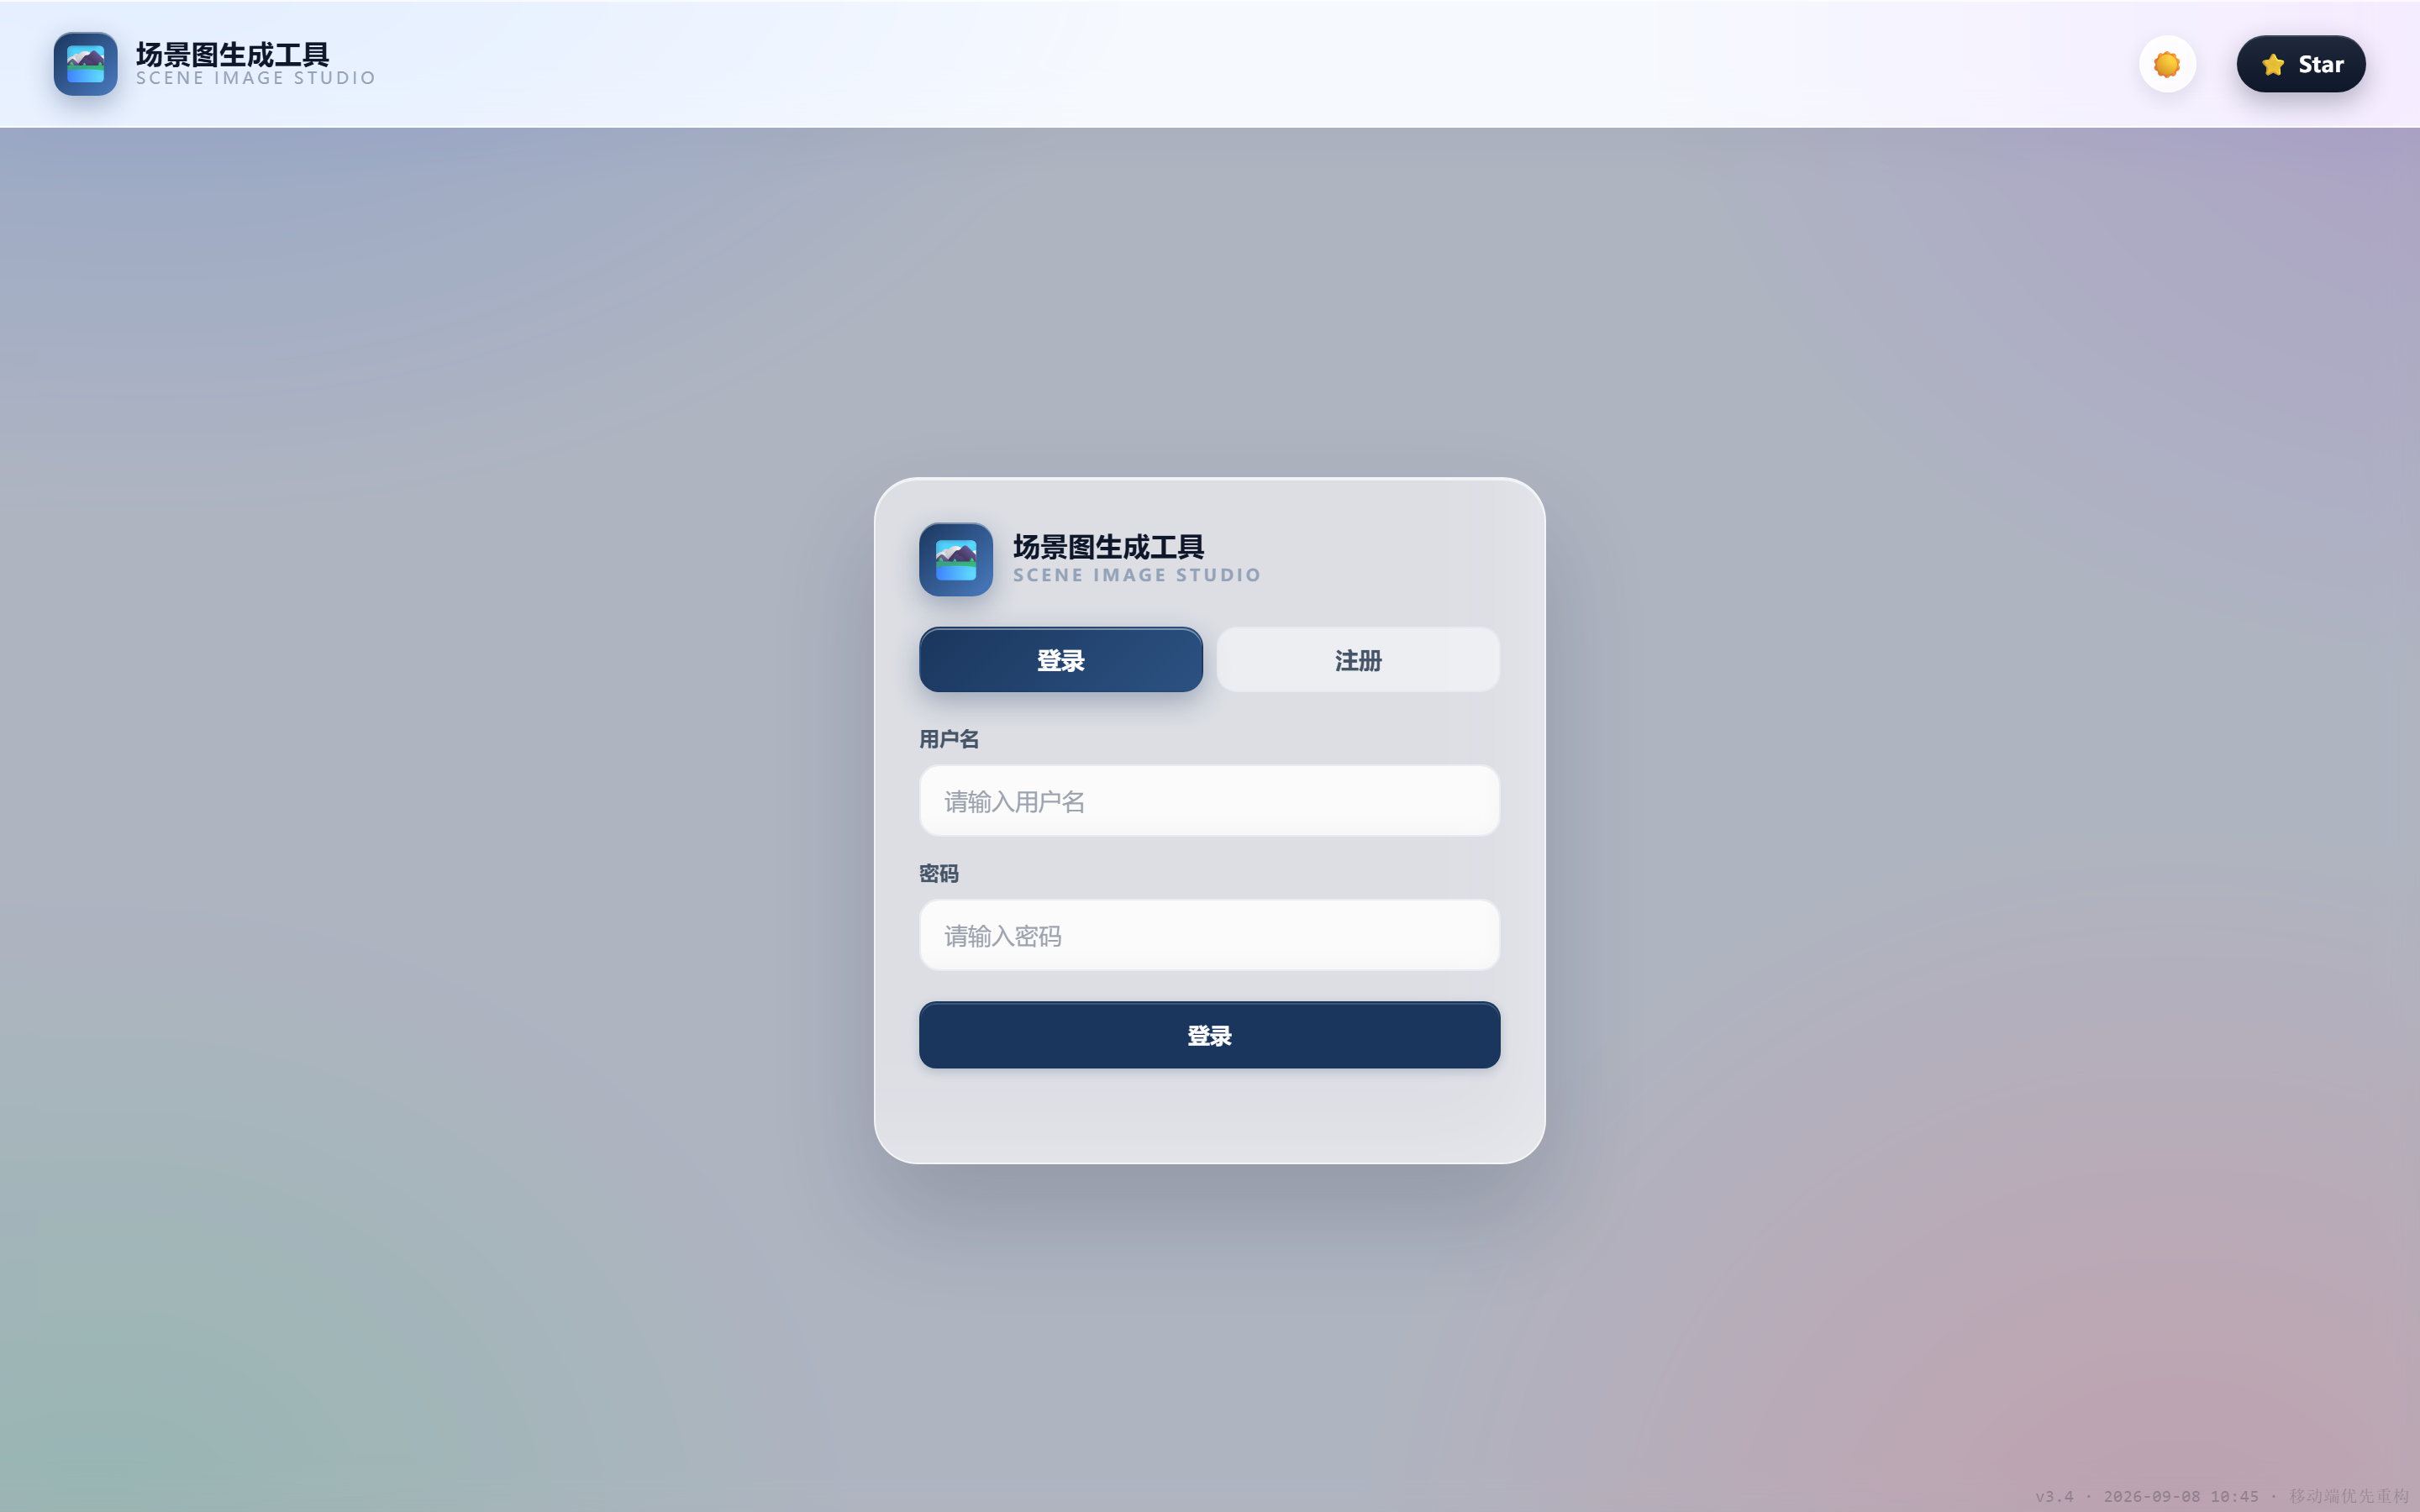 场景图生成工具
SCENE IMAGE STUDIO
Star
场景图生成工具
SCENE IMAGE STUDIO
登录
注册
用户名
请输入用户名
密码
请输入密码
登录
v3.4 · 2026-09-08 10:45 · 移动端优先重构